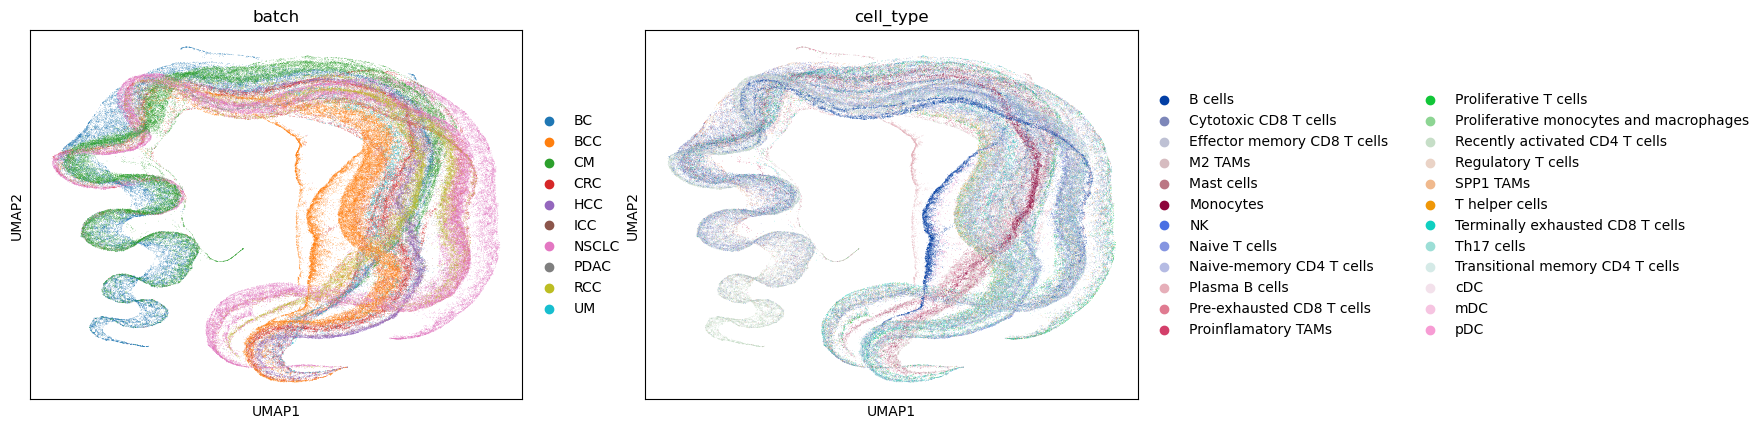 batch
UMAP2
UMAP1
BC
BCC
CM
CRC
HCC
ICC
NSCLC
PDAC
RCC
UM
cell_type
UMAP2
UMAP1
B cells
Cytotoxic CD8 T cells
Effector memory CD8 T cells
M2 TAMs
Mast cells
Monocytes
NK
Naive T cells
Naive-memory CD4 T cells
Plasma B cells
Pre-exhausted CD8 T cells
Proinflamatory TAMs
Proliferative T cells
Proliferative monocytes and macrophages
Recently activated CD4 T cells
Regulatory T cells
SPP1 TAMs
T helper cells
Terminally exhausted CD8 T cells
Th17 cells
Transitional memory CD4 T cells
cDC
mDC
pDC